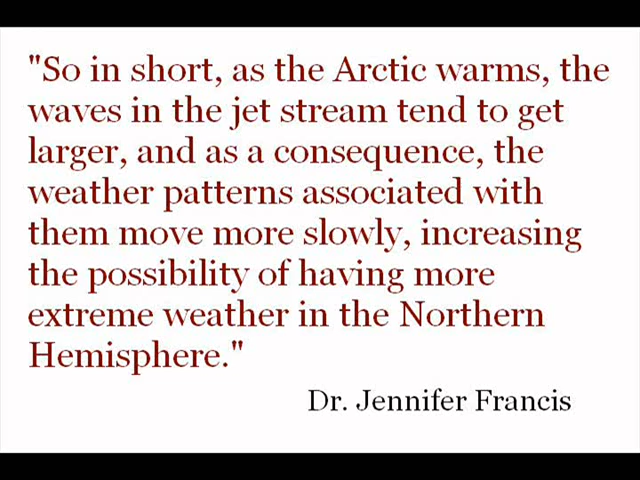 "So in short, as the Arctic warms, the
waves in the jet stream tend to get
larger, and as a consequence, the
weather patterns associated with
them move more slowly, increasing
the possibility of having more
extreme weather in the Northern
Hemisphere."
Dr. Jennifer Francis